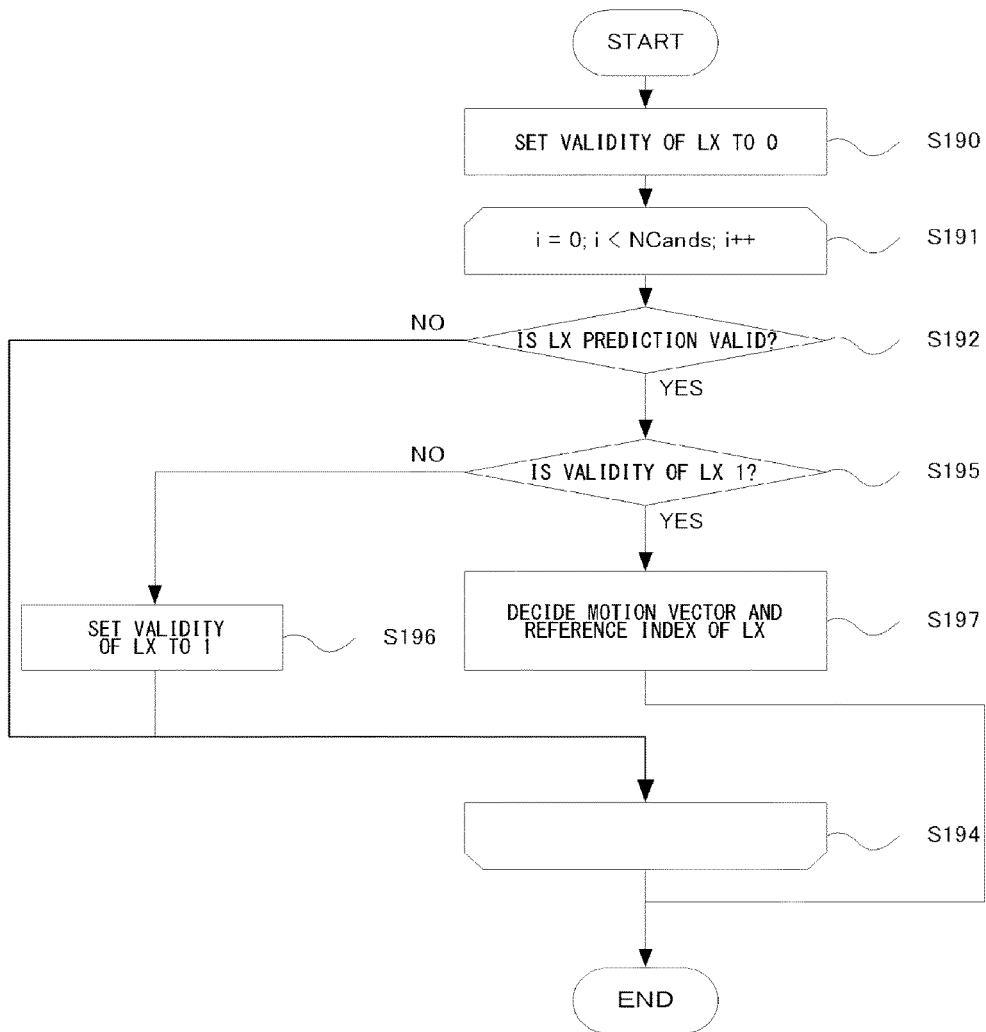 START
SET VALIDITY OF LX TO 0
S190
i = 0; i < NCands; i++
S191
NO
IS LX PREDICTION VALID?
S192
YES
NO
IS VALIDITY OF LX 1?
S195
YES
SET VALIDITY
OF LX TO 1
S196
DECIDE MOTION VECTOR AND
REFERENCE INDEX OF LX
S197
S194
END